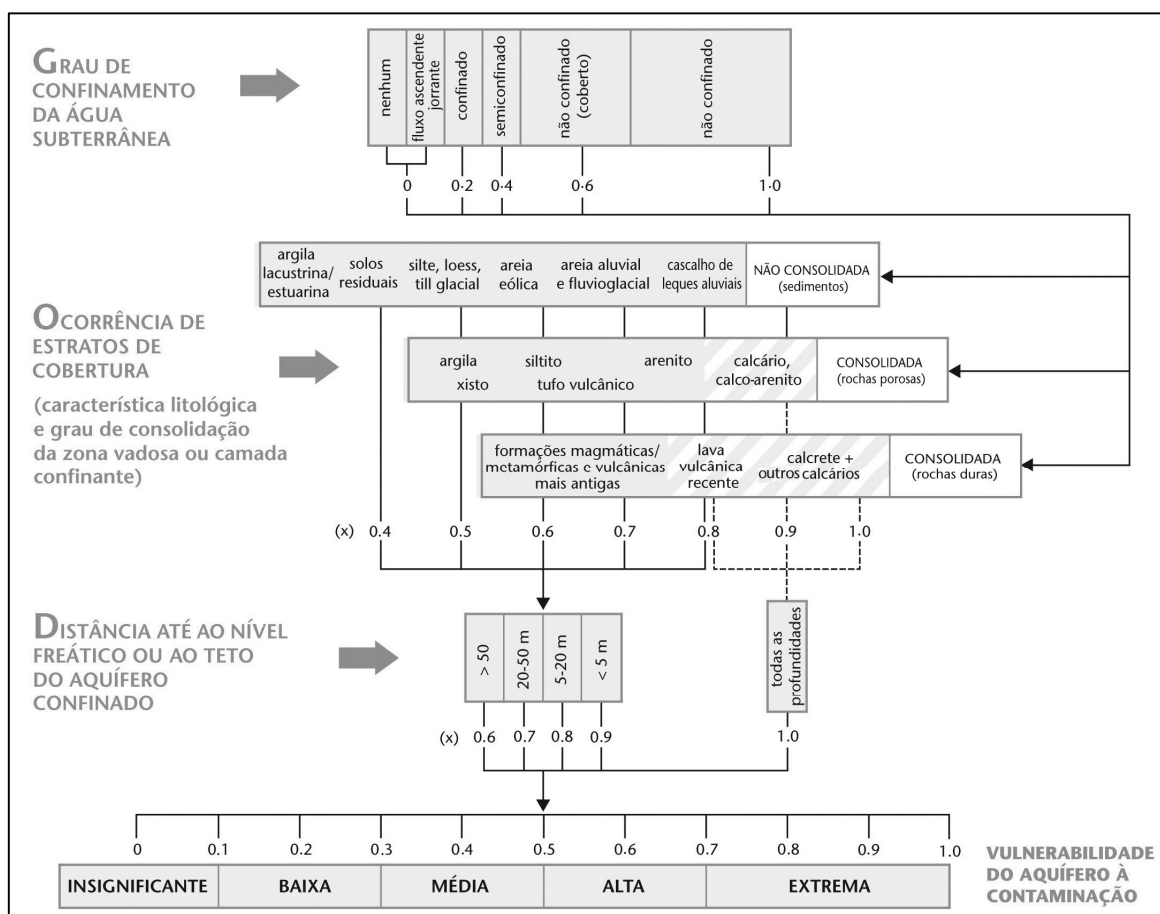 GRAU DE
CONFINAMENTO
DA ÁGUA
SUBTERRÂNEA
nenhum
fluxo ascendente
jorrante
confinado
semiconfinado
não confinado
(coberto)
não confinado
0 0·2 0·4 0·6 1·0
OCORRÊNCIA DE
ESTRATOS DE
COBERTURA
(característica litológica
e grau de consolidação
da zona vadosa ou camada
confinante)
argila
lacustrina/
estuarina
solos
residuais
silte, loess,
till glacial
areia
eólica
areia aluvial
e fluvioglacial
cascalho de
leques aluviais
NÃO CONSOLIDADA
(sedimentos)
argila
xisto
siltito
tufo vulcânico
arenito
calcário,
calco-arenito
CONSOLIDADA
(rochas porosas)
formações magmáticas/
metamórficas e vulcânicas
mais antigas
lava
vulcânica
recente
calcrete +
outros calcários
CONSOLIDADA
(rochas duras)
(x) 0.4 0.5 0.6 0.7 0.8 0.9 1.0
DISTÂNCIA ATÉ AO NÍVEL
FREÁTICO OU AO TETO
DO AQUÍFERO
CONFINADO
> 50
20-50 m
5-20 m
< 5 m
todas as
profundidades
(x) 0.6 0.7 0.8 0.9 1.0
0 0.1 0.2 0.3 0.4 0.5 0.6 0.7 0.8 0.9 1.0
INSIGNIFICANTE BAIXA MÉDIA ALTA EXTREMA
VULNERABILIDADE
DO AQUÍFERO À
CONTAMINAÇÃO